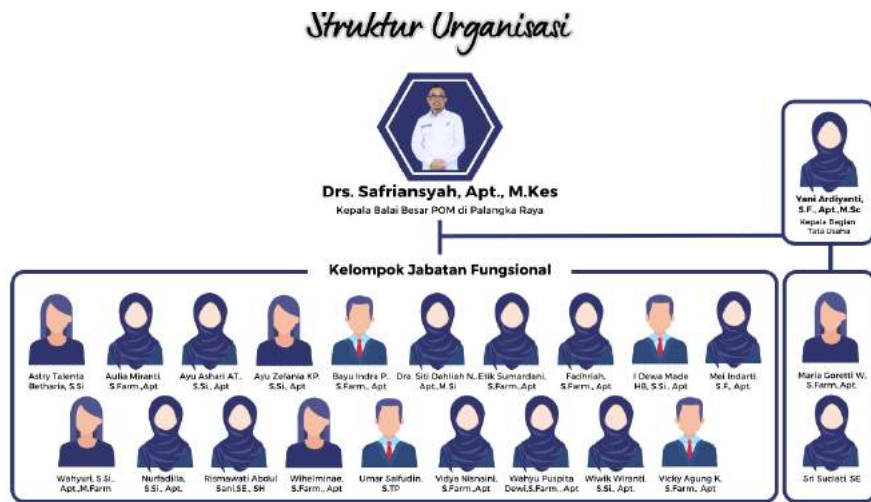 Struktur Organisasi
Drs. Safriansyah, Apt., M.Kes
Kepala Balai Besar POM di Palangka Raya
Yani Ardiyanti,
S.F., Apt.,M.Sc
Kepala Bagian
Tata Usaha
Kelompok Jabatan Fungsional
Astry Talenta
Betharia, S.Si
Aulia Miranti,
S.Farm.,Apt
Ayu Ashari AT.,
S.Si., Apt
Ayu Zefania KP.
S.Si., Apt
Bayu Indra P..
S.Farm., Apt
Dra. Siti Dahliah N..
Apt.,M.Si
Etik Sumardani,
S.Farm.,Apt
Fadhriah,
S.Farm., Apt
I Dewa Made
HB, S.Si., Apt
Mei Indarti.
S.F., Apt
Maria Goretti W.
S.Farm.,Apt.
Wahyuri, S.Si.,
Apt.,M.Farm
Nurfadilla,
S.Si., Apt.
Rismawati Abdul
Sani.SE., SH
Wihelminae,
S.Farm., Apt
Umar Saifudin,
S.TP
Vidya Nisnaini,
S.Farm.,Apt
Wahyu Puspita
Dewi,S.Farm., Apt
Wiwik Wiranti,
S.Si., Apt.
Vicky Agung K.
S.Farm., Apt
Sri Suciati, SE